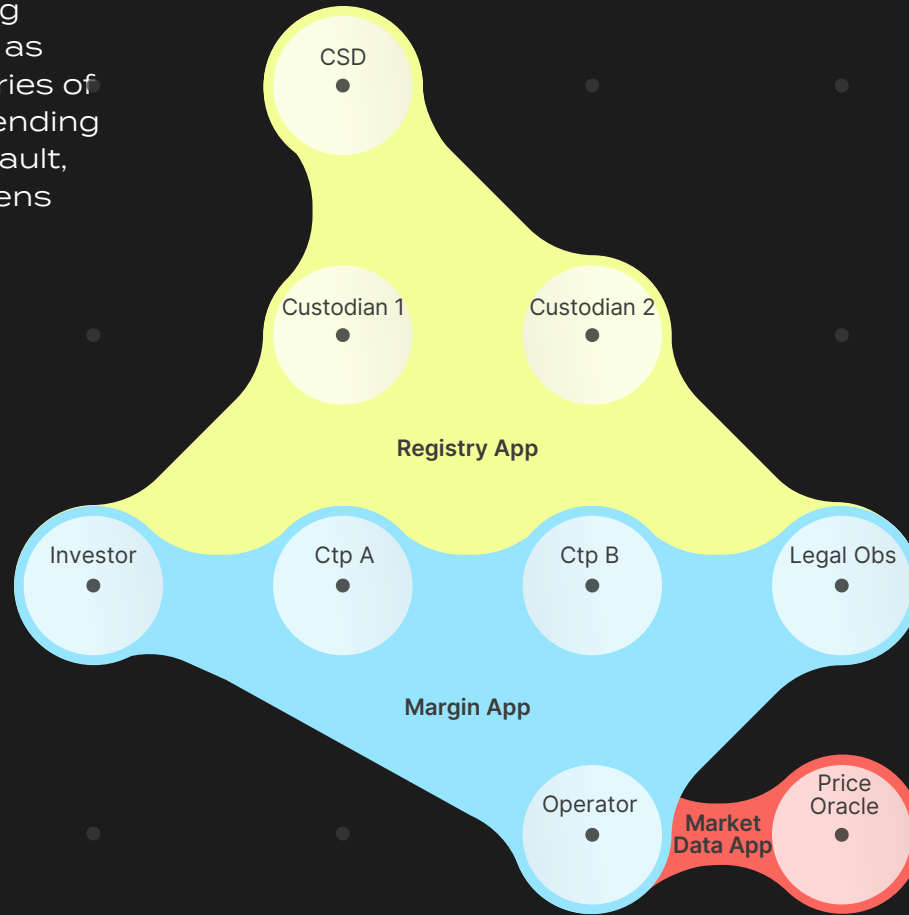 g
as
ries of
ending
ault,
ens
CSD
Custodian 1 Custodian 2
Registry App
Investor Ctp A Ctp B Legal Obs
Margin App
Operator
Market
Data App
Price
Oracle